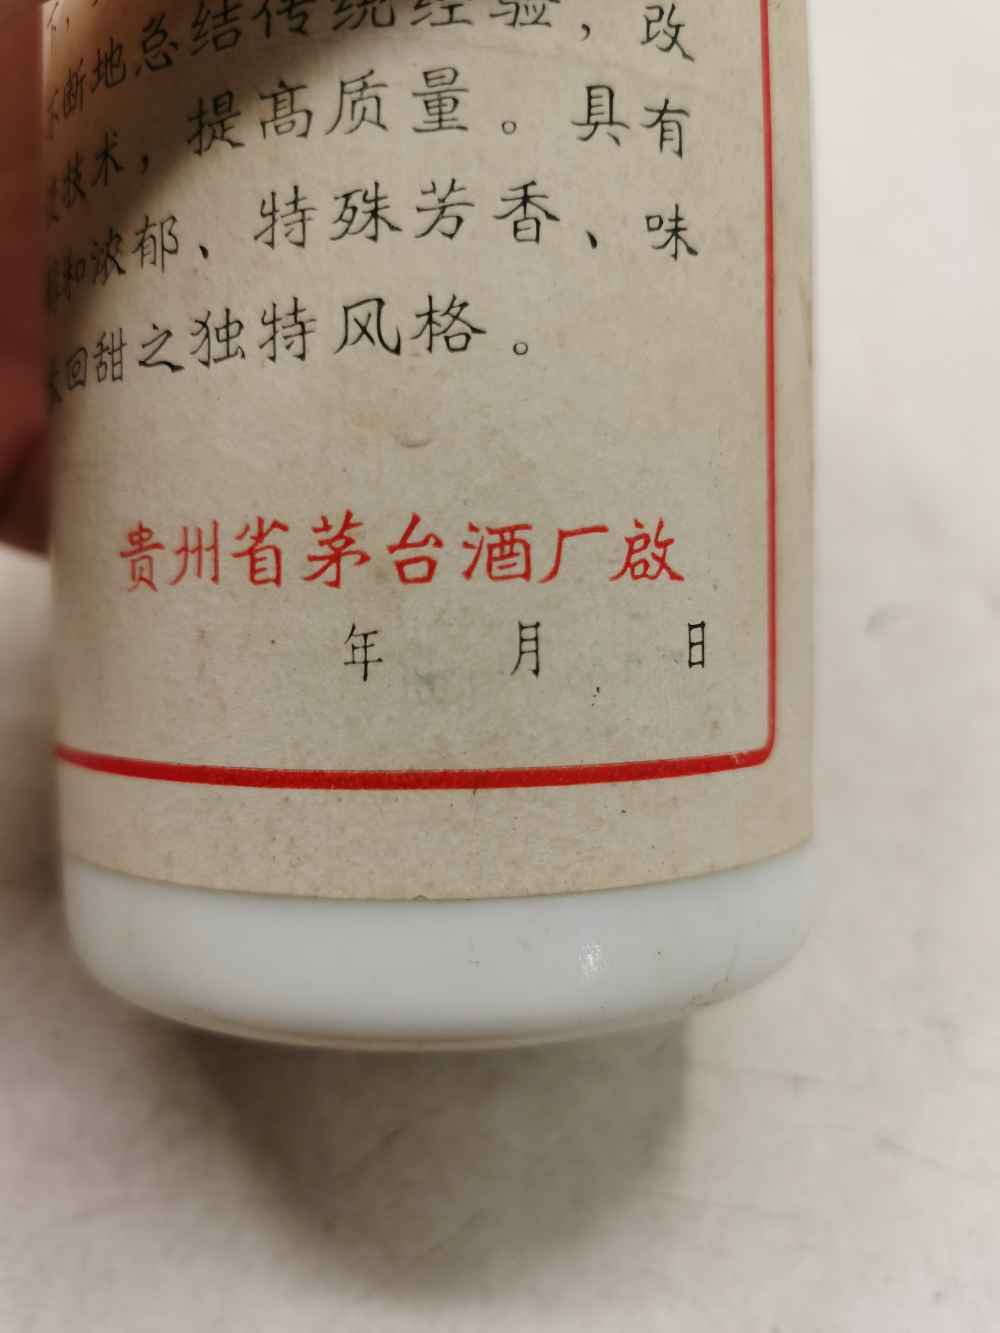 断地总结传统经验，改
技术，提高质量。具有
和浓郁、特殊芳香、味
回甜之独特风格。
贵州省茅台酒厂啟
年 月 日